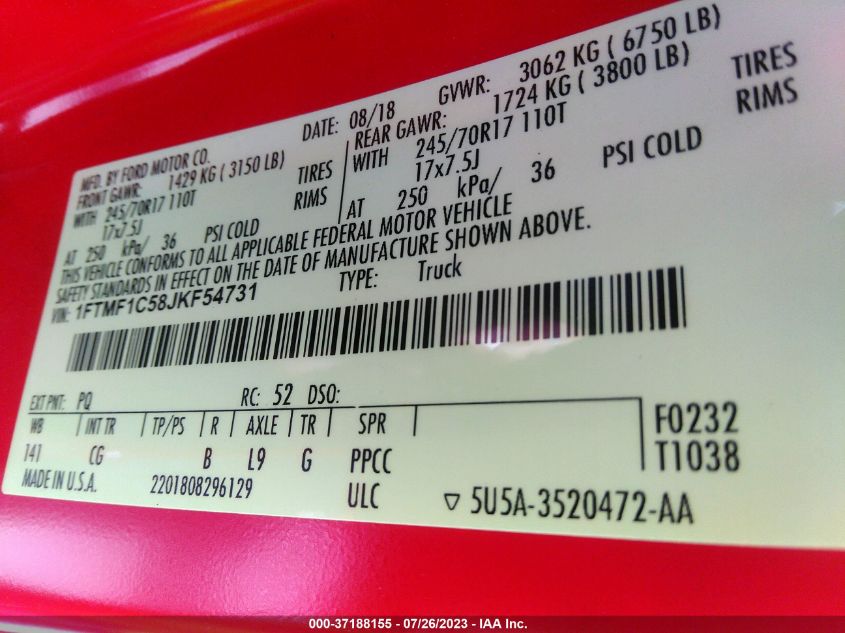 MFD. BY FORD MOTOR CO. DATE: 08/18 GVWR: 3062 KG ( 6750 LB)
FRONT GAWR: 1429 KG ( 3150 LB) REAR GAWR: 1724 KG ( 3800 LB)
WITH 245/70R17 110T TIRES WITH 245/70R17 110T TIRES
17x7.5J RIMS 17x7.5J RIMS
AT 250 kPa/ 36 PSI COLD AT 250 kPa/ 36 PSI COLD
THIS VEHICLE CONFORMS TO ALL APPLICABLE FEDERAL MOTOR VEHICLE
SAFETY STANDARDS IN EFFECT ON THE DATE OF MANUFACTURE SHOWN ABOVE.
VIN: 1FTMF1C58JKF54731 TYPE: Truck
EXT PNT: PQ RC: 52 DSO:
WB INT TR TP/PS R AXLE TR SPR F0232
141 CG B L9 G PPCC T1038
MADE IN U.S.A. 2201808296129 ULC ▽ 5U5A-3520472-AA
000-37188155 - 07/26/2023 - IAA Inc.